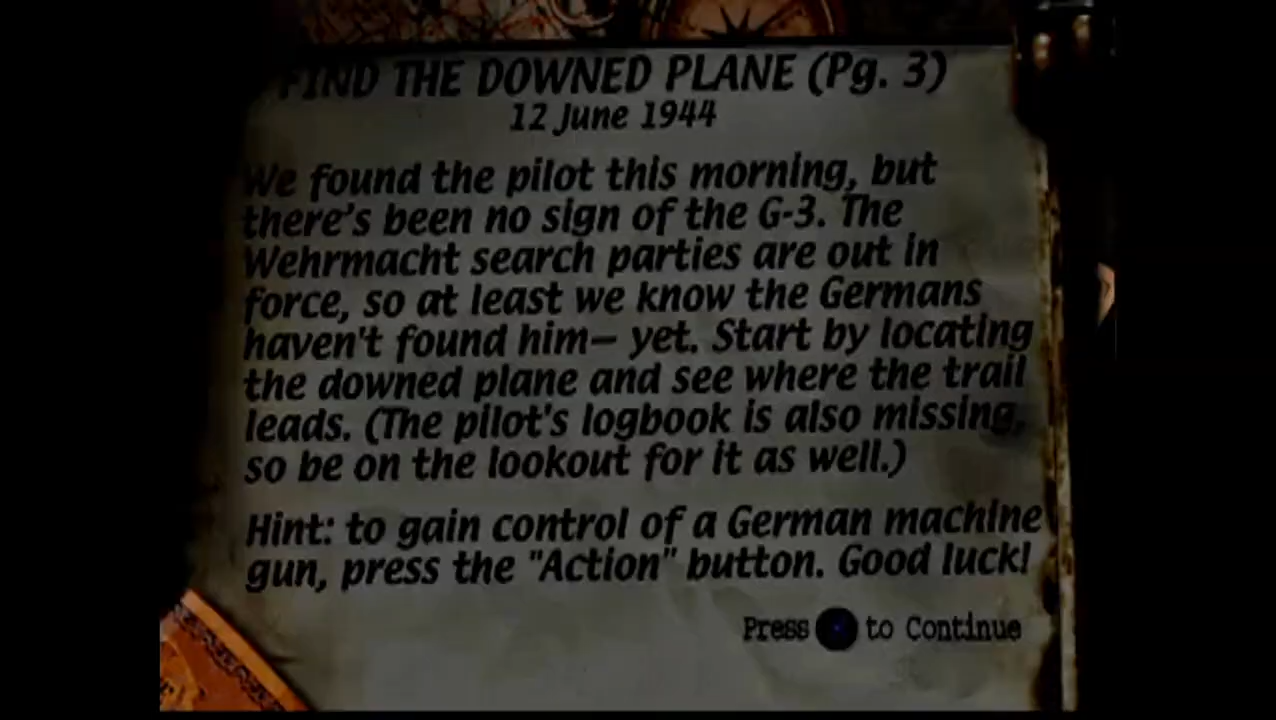 FIND THE DOWNED PLANE (Pg. 3)
12 June 1944
We found the pilot this morning, but
there's been no sign of the G-3. The
Wehrmacht search parties are out in
force, so at least we know the Germans
haven't found him— yet. Start by locating
the downed plane and see where the trail
leads. (The pilot's logbook is also missing,
so be on the lookout for it as well.)
Hint: to gain control of a German machine
gun, press the "Action" button. Good luck!
Press to Continue